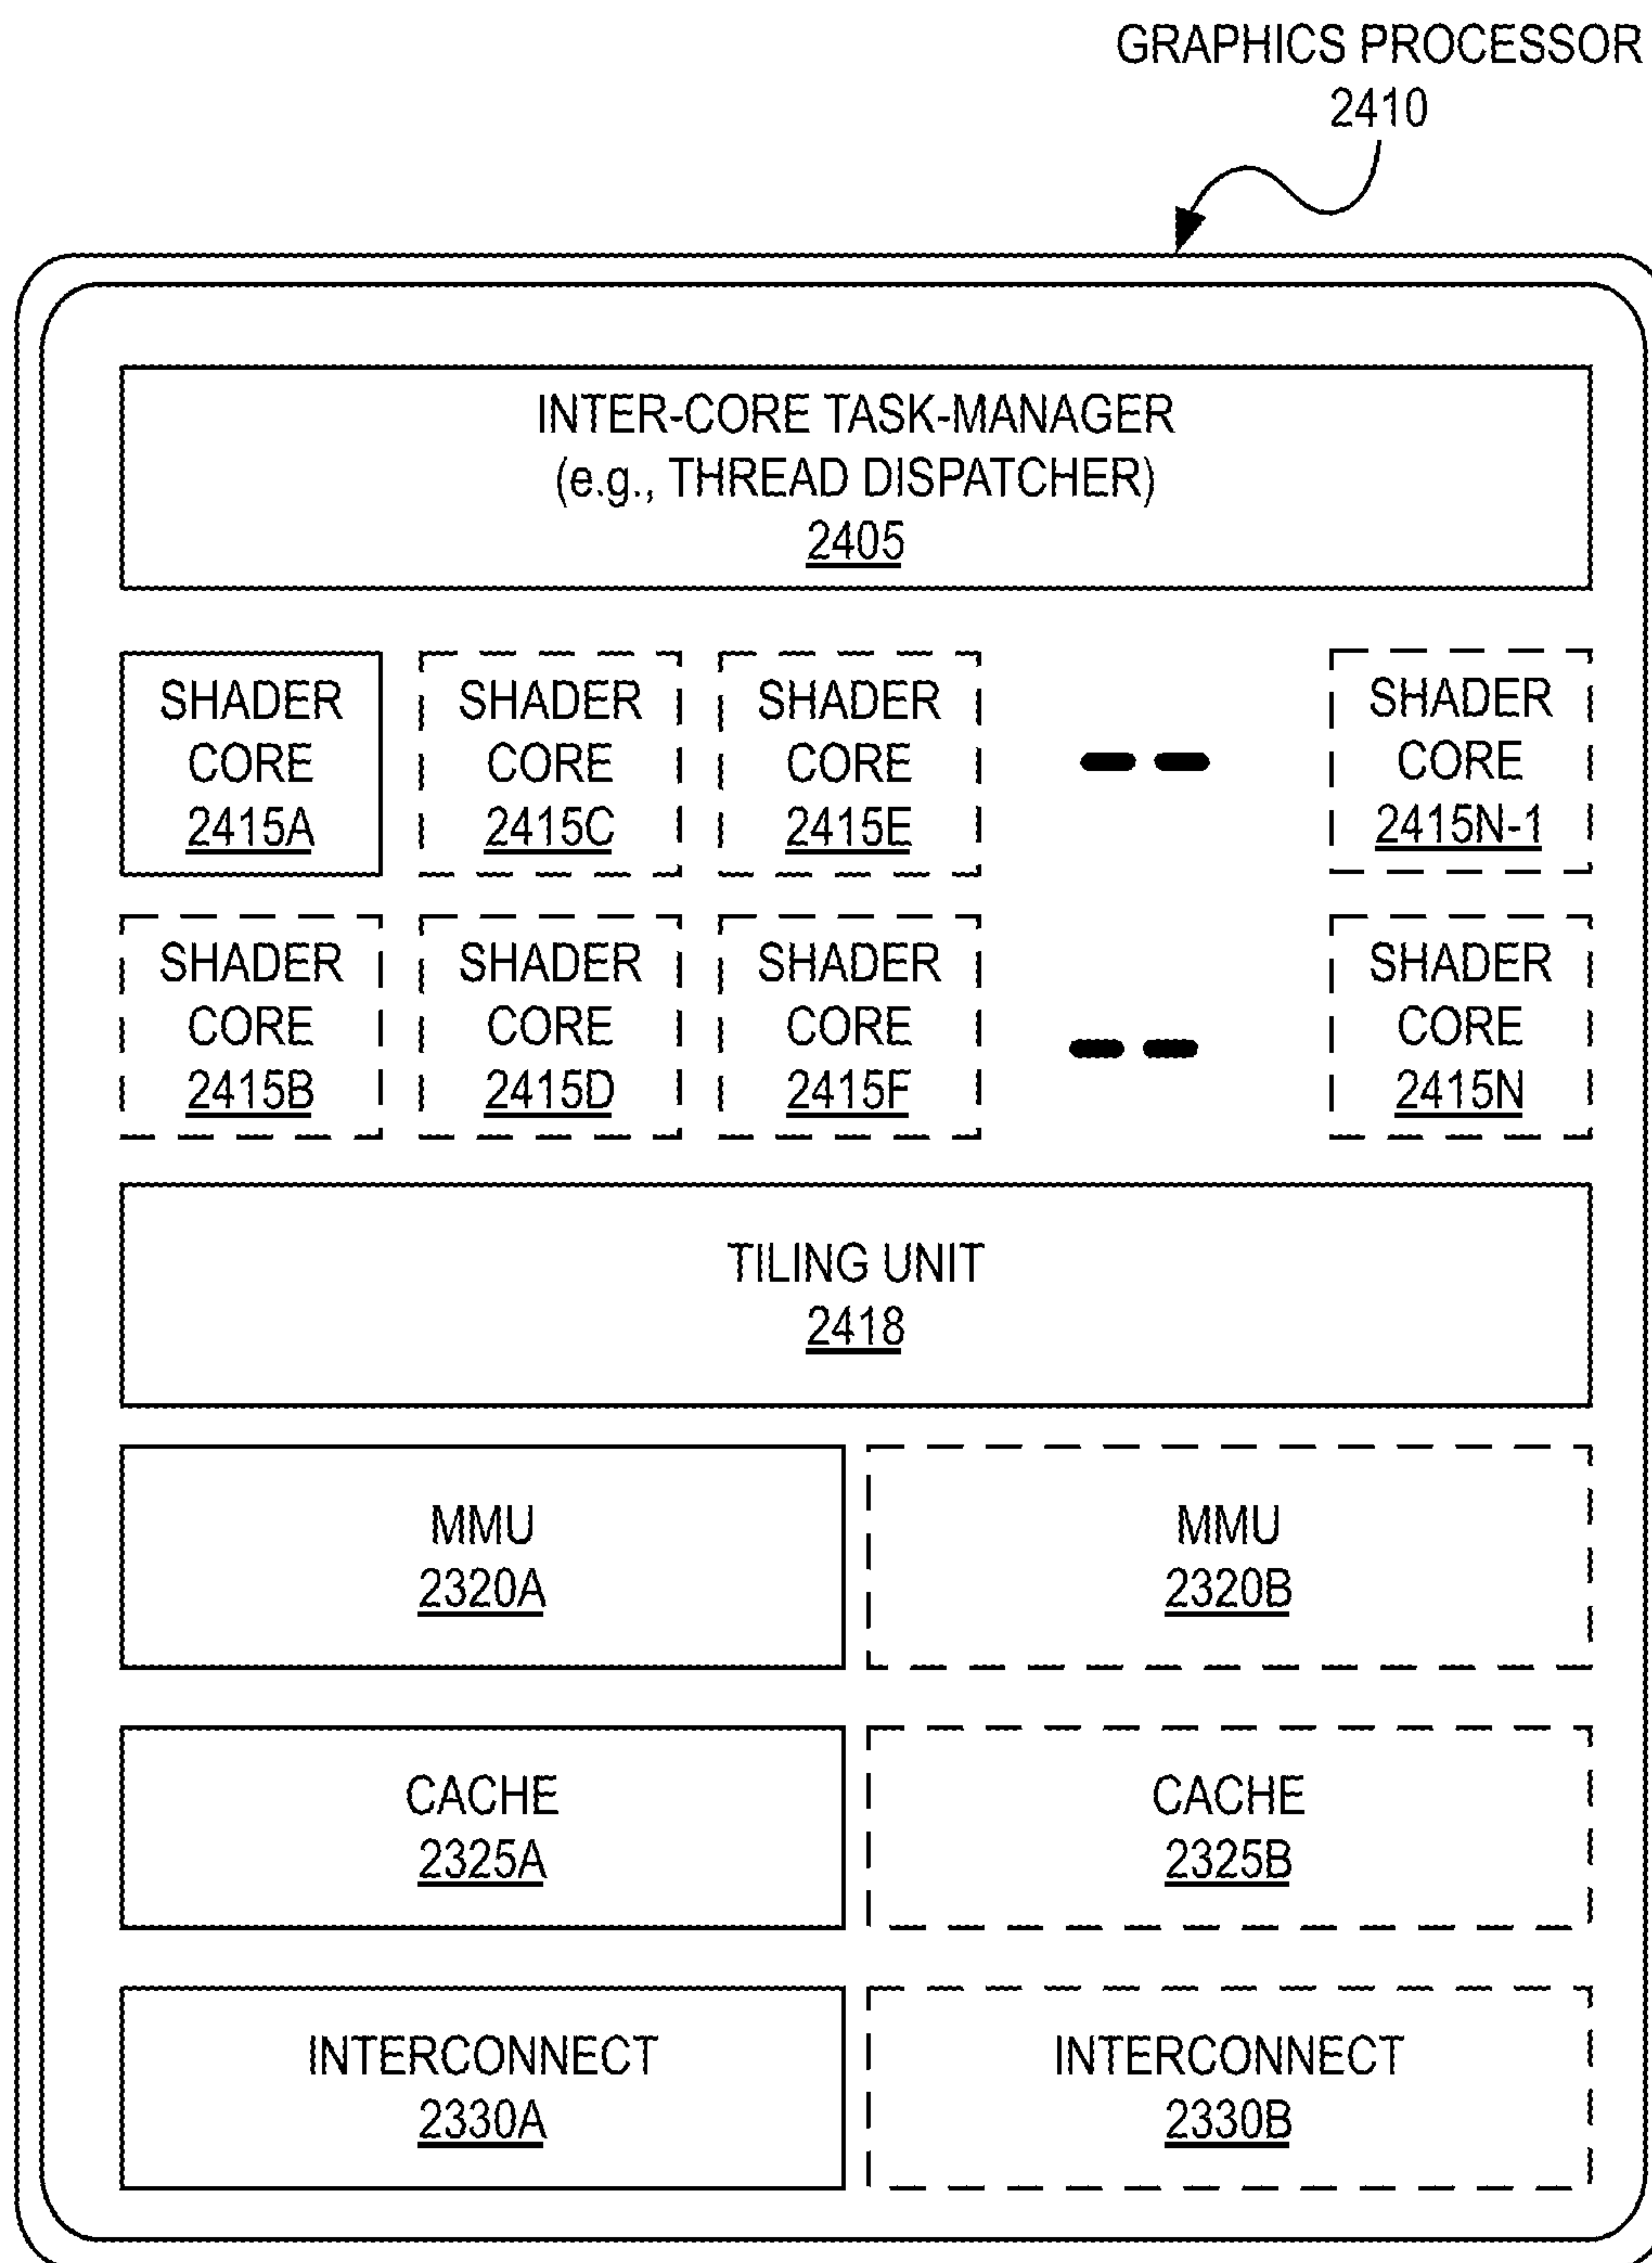 GRAPHICS PROCESSOR
2410
INTER-CORE TASK-MANAGER
(e.g., THREAD DISPATCHER)
2405
SHADER
CORE
2415A
SHADER
CORE
2415C
SHADER
CORE
2415E
SHADER
CORE
2415N-1
SHADER
CORE
2415B
SHADER
CORE
2415D
SHADER
CORE
2415F
SHADER
CORE
2415N
TILING UNIT
2418
MMU
2320A
MMU
2320B
CACHE
2325A
CACHE
2325B
INTERCONNECT
2330A
INTERCONNECT
2330B